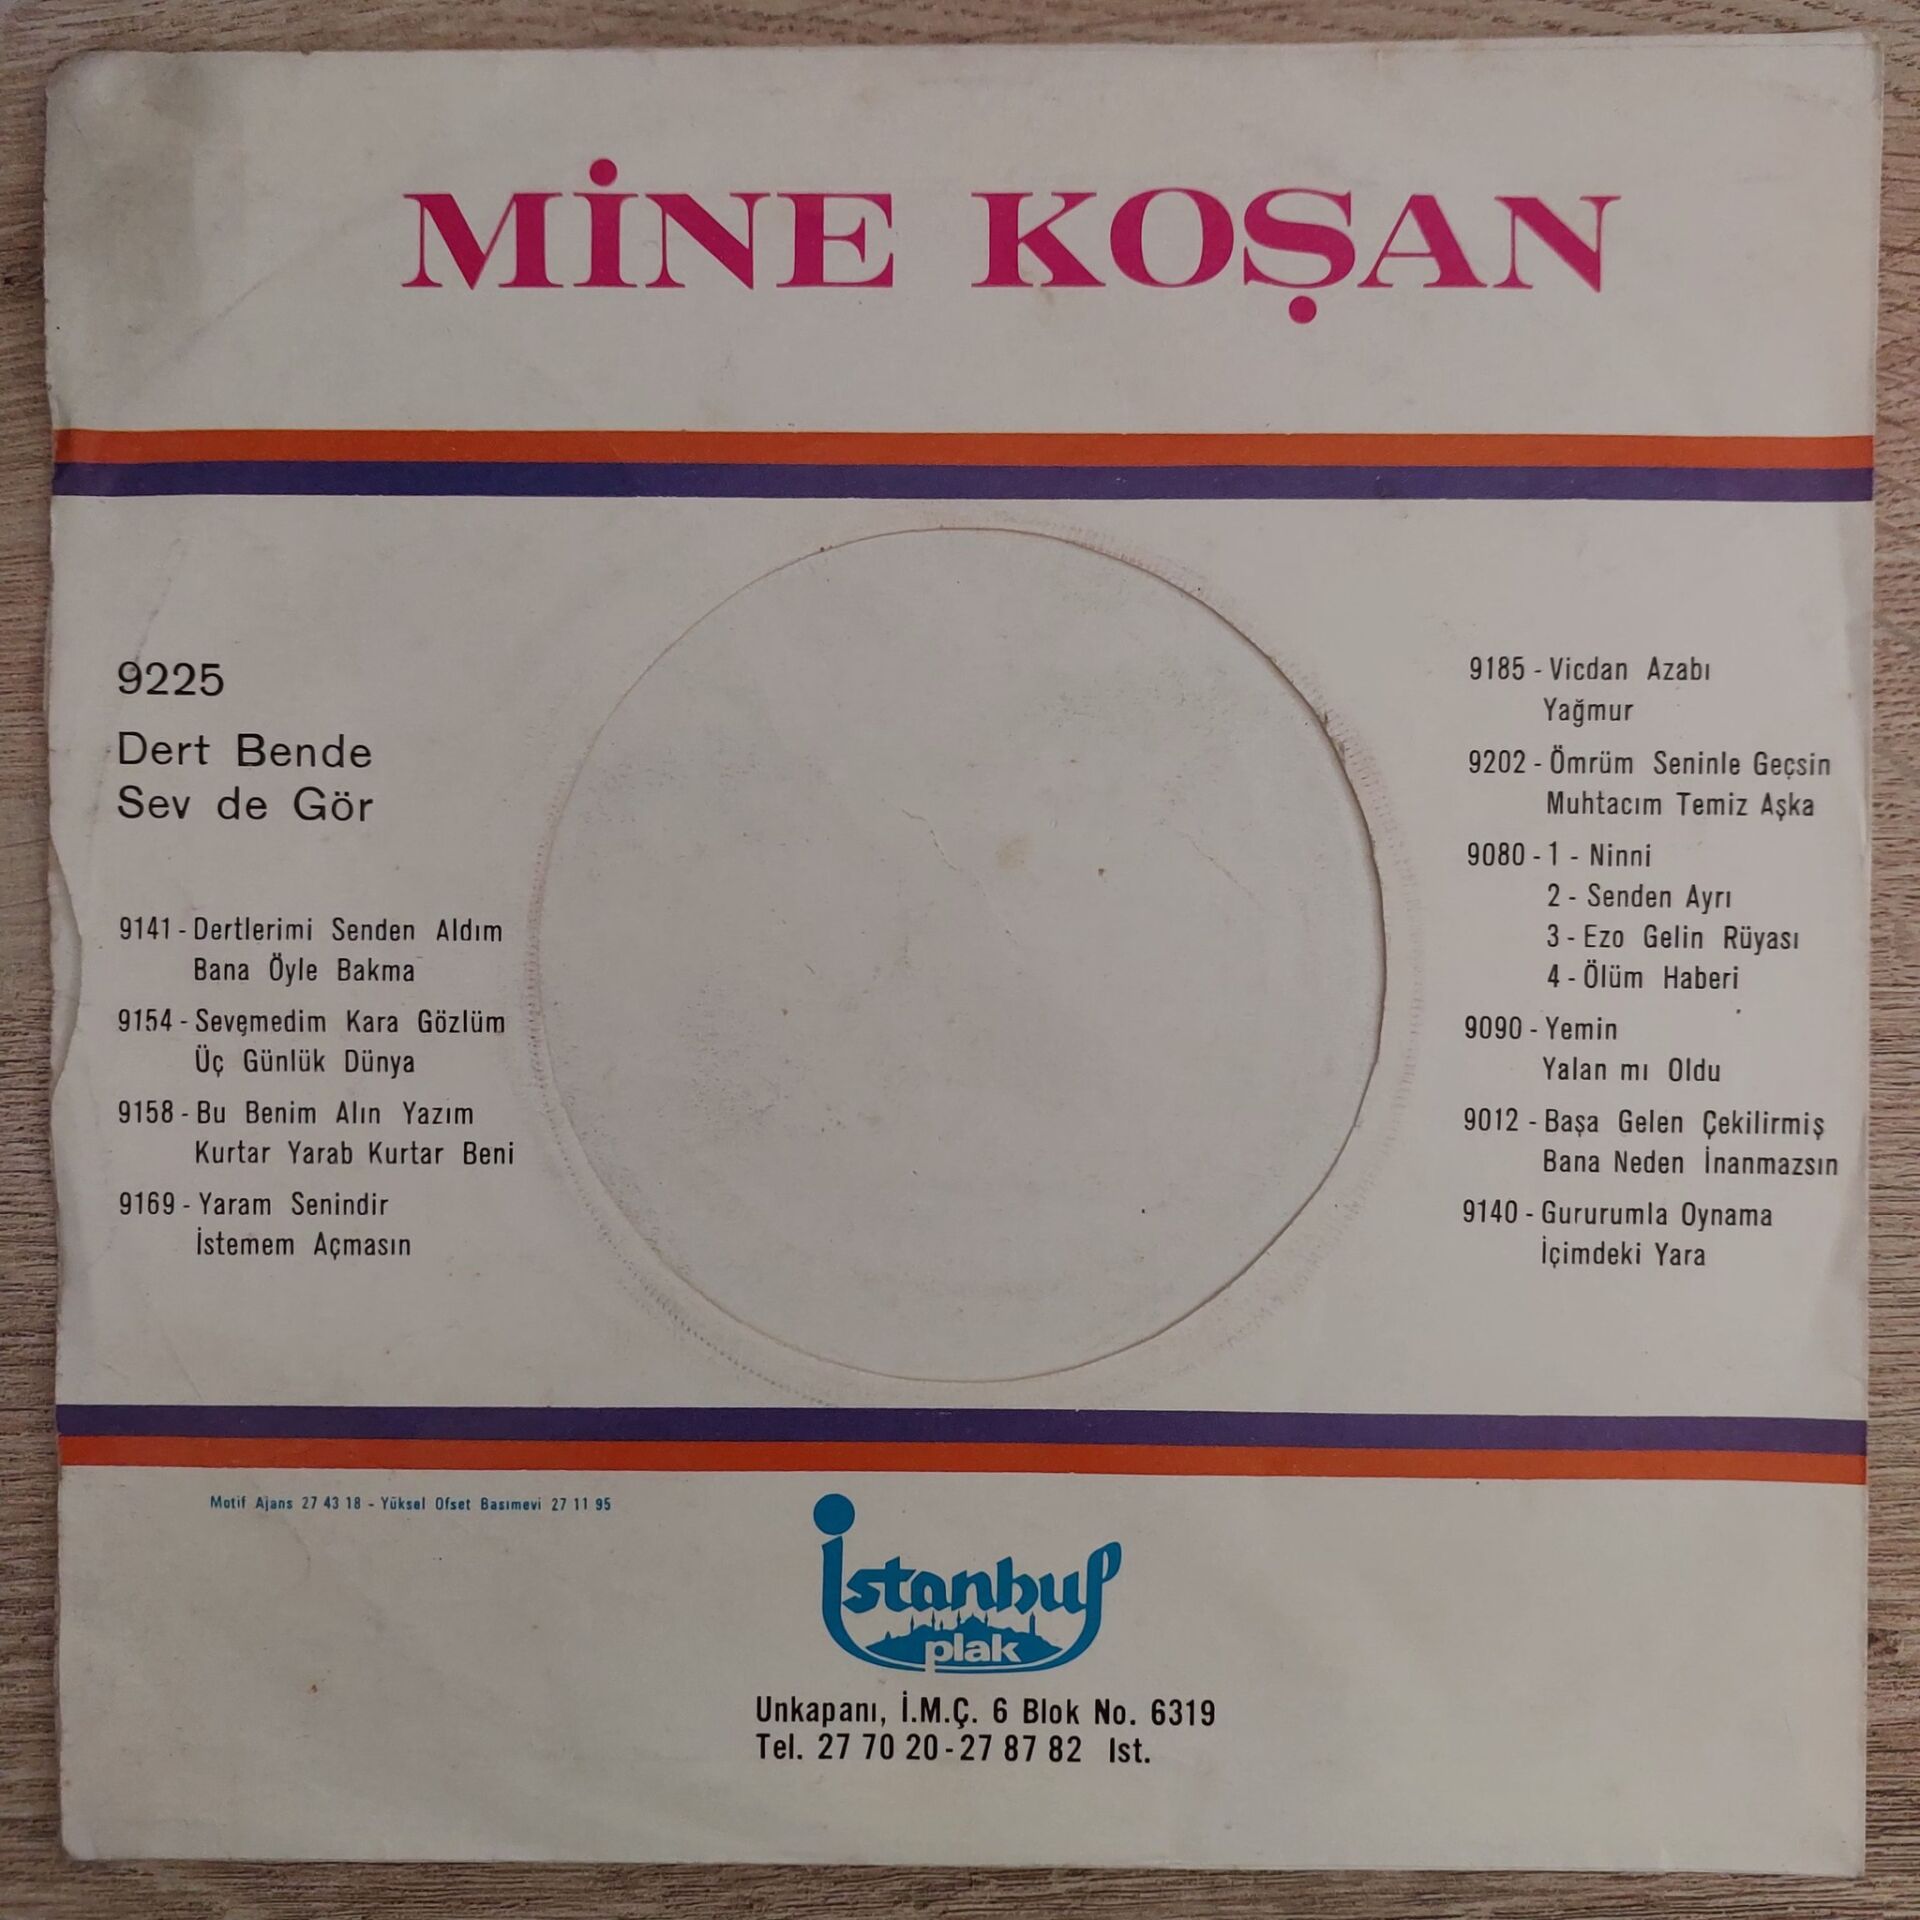 MİNE KOŞAN
9225
Dert Bende
Sev de Gör
9141 - Dertlerimi Senden Aldım
Bana Öyle Bakma
9154 - Sevemedim Kara Gözlüm
Üç Günlük Dünya
9158 - Bu Benim Alın Yazım
Kurtar Yarab Kurtar Beni
9169 - Yaram Senindir
İstemem Açmasın
9185 - Vicdan Azabı
Yağmur
9202 - Ömrüm Seninle Geçsin
Muhtacım Temiz Aşka
9080 - 1 - Ninni
2 - Senden Ayrı
3 - Ezo Gelin Rüyası
4 - Ölüm Haberi
9090 - Yemin
Yalan mı Oldu
9012 - Başa Gelen Çekilirmiş
Bana Neden İnanmazsın
9140 - Gururumla Oynama
İçimdeki Yara
Motif Ajans 27 43 18 - Yüksel Ofset Basımevi 27 11 95
istanbul
plak
Unkapanı, İ.M.Ç. 6 Blok No. 6319
Tel. 27 70 20 - 27 87 82 Ist.